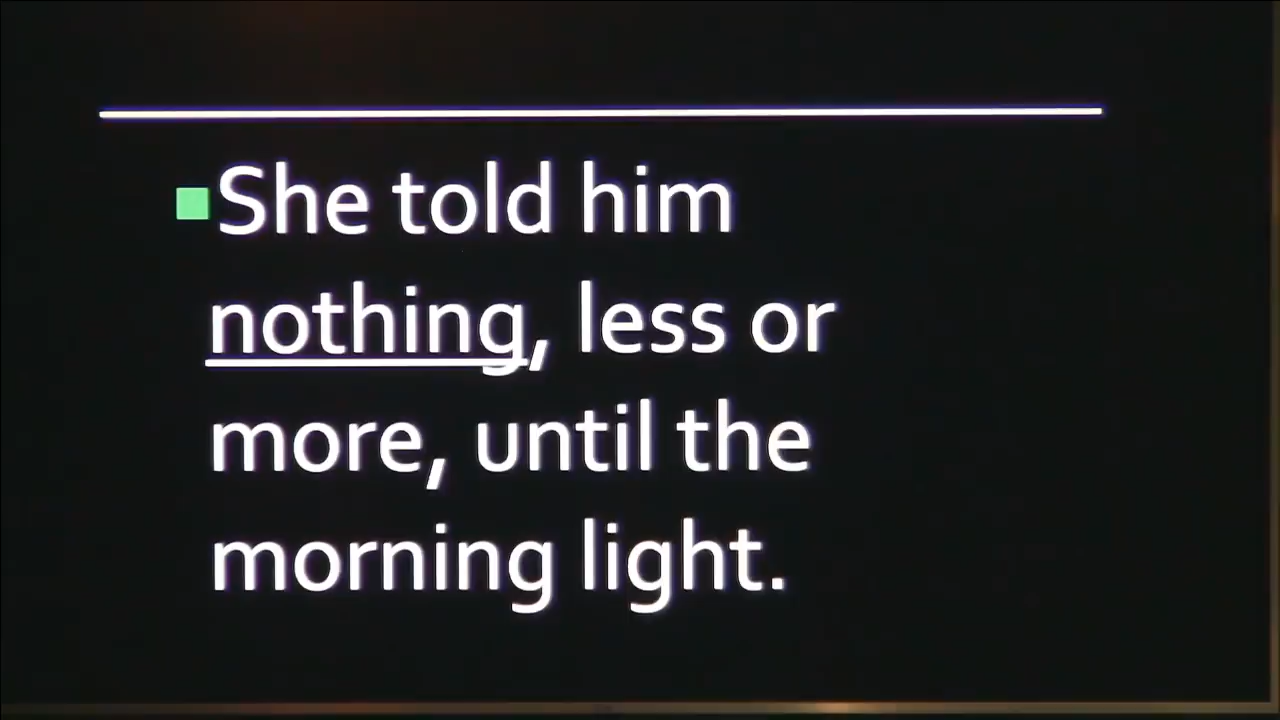 She told him
nothing, less or
more, until the
morning light.